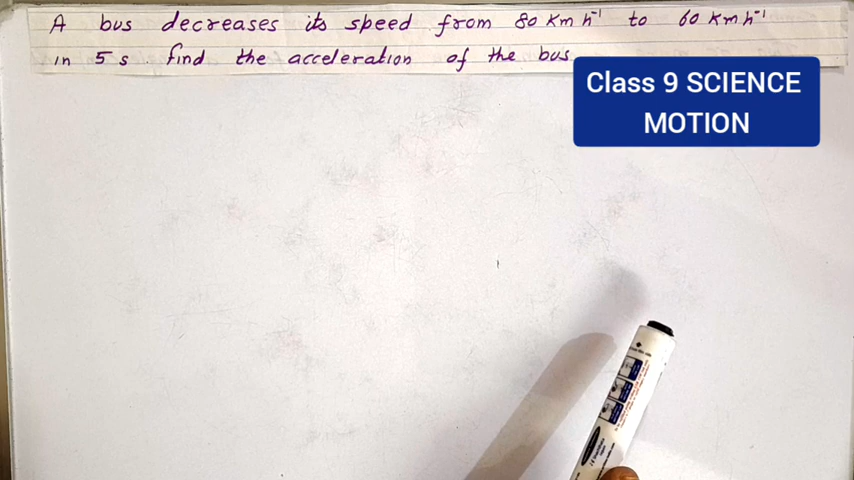 A bus decreases its speed from 80 km h⁻¹ to 60 km h⁻¹
in 5 s. find the acceleration of the bus
Class 9 SCIENCE
MOTION